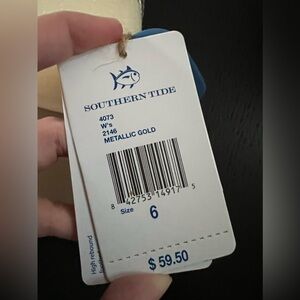 SOUTHERN TIDE
4073
W's
2146
METALLIC GOLD
8 42753 14917 5
Size 6
$ 59.50
High rebound